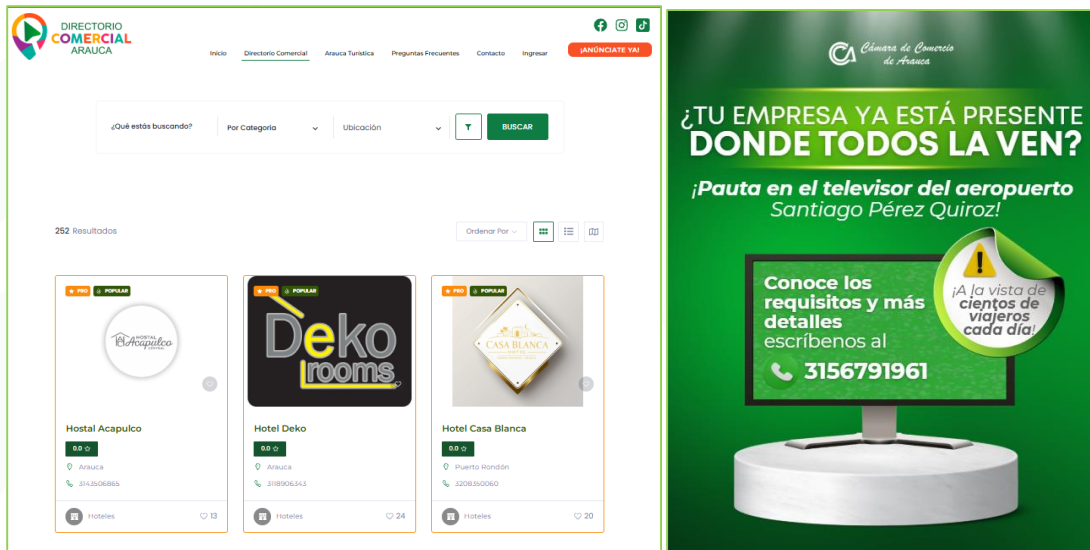 DIRECTORIO
COMERCIAL
ARAUCA
Inicio
Directorio Comercial
Arauca Turística
Preguntas Frecuentes
Contacto
Ingresar
¡ANÚNCIATE YA!
¿Qué estás buscando?
Por Categoria
Ubicación
BUSCAR
252 Resultados
Ordenar Por
PRO
POPULAR
HOSTAL
Acapulco
CENTRAL
Hostal Acapulco
0.0
Arauca
3143506865
Hoteles
13
PRO
POPULAR
Deko
rooms
Hotel Deko
0.0
Arauca
3118906343
Hoteles
24
PRO
POPULAR
CASA BLANCA
Hotel Casa Blanca
0.0
Puerto Rondón
3208350060
Hoteles
20
CA Cámara de Comercio
de Arauca
¿TU EMPRESA YA ESTÁ PRESENTE
DONDE TODOS LA VEN?
¡Pauta en el televisor del aeropuerto
Santiago Pérez Quiroz!
Conoce los
requisitos y más
detalles
escríbenos al
3156791961
¡A la vista de
cientos de
viajeros
cada día!